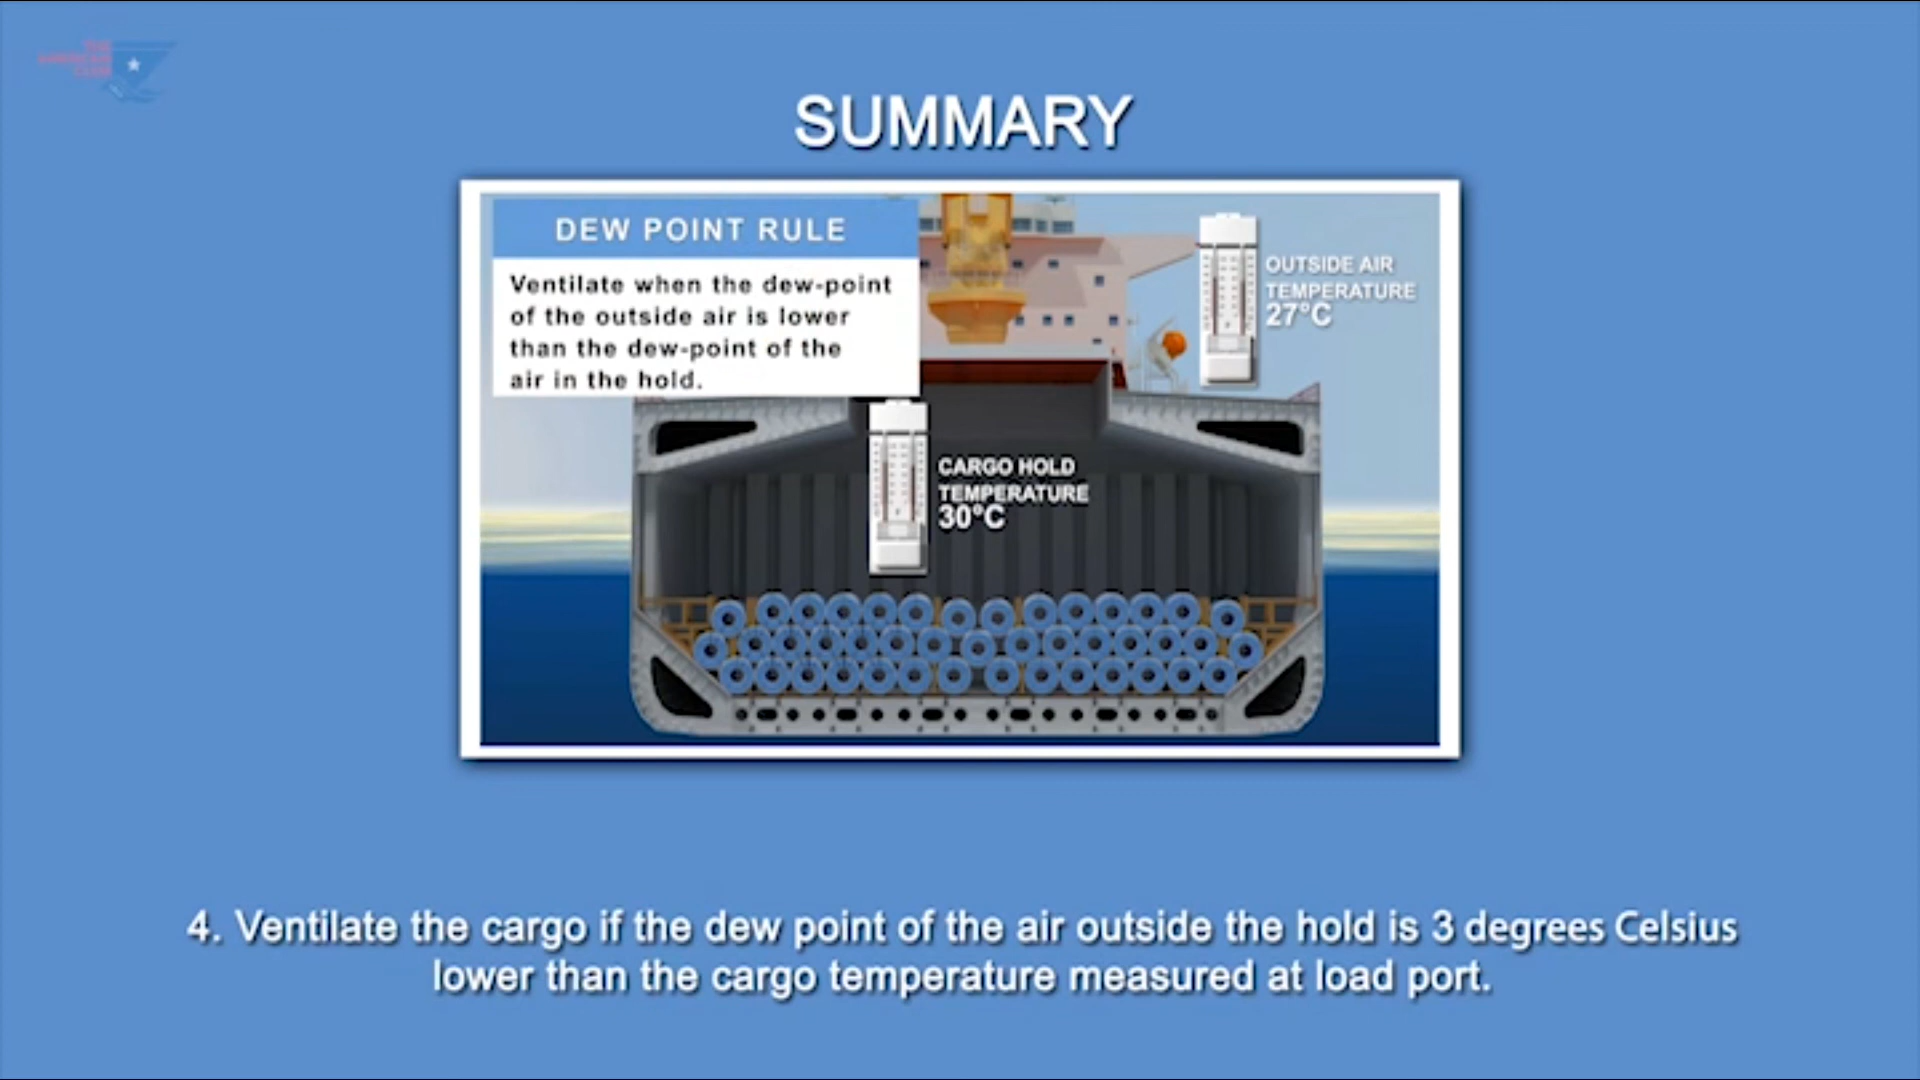 THE
AMERICAN
CLUB
SUMMARY
DEW POINT RULE
Ventilate when the dew-point
of the outside air is lower
than the dew-point of the
air in the hold.
OUTSIDE AIR
TEMPERATURE
27°C
CARGO HOLD
TEMPERATURE
30°C
4. Ventilate the cargo if the dew point of the air outside the hold is 3 degrees Celsius
lower than the cargo temperature measured at load port.